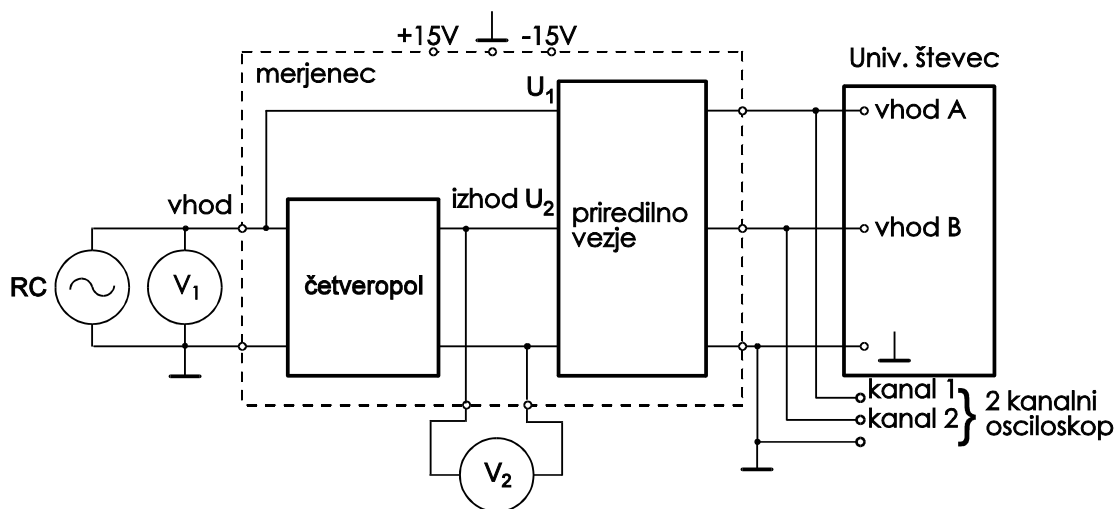 +15V
-15V
merjenec
Univ. števec
U1
vhod A
vhod
izhod U2
priredilno
vezje
vhod B
RC
V1
četveropol
kanal 1
kanal 2
2 kanalni
osciloskop
V2